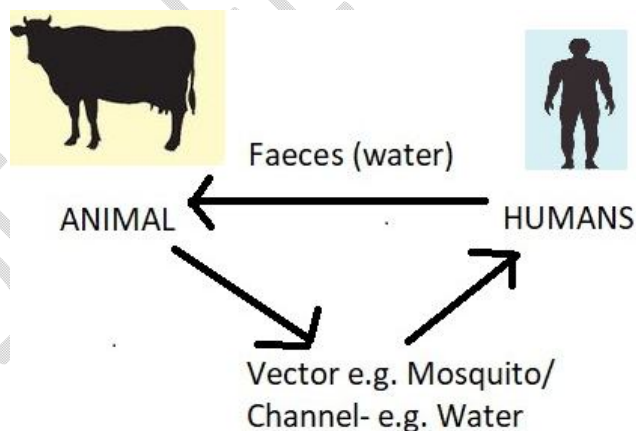 Faeces (water)
ANIMAL
HUMANS
Vector e.g. Mosquito/
Channel- e.g. Water